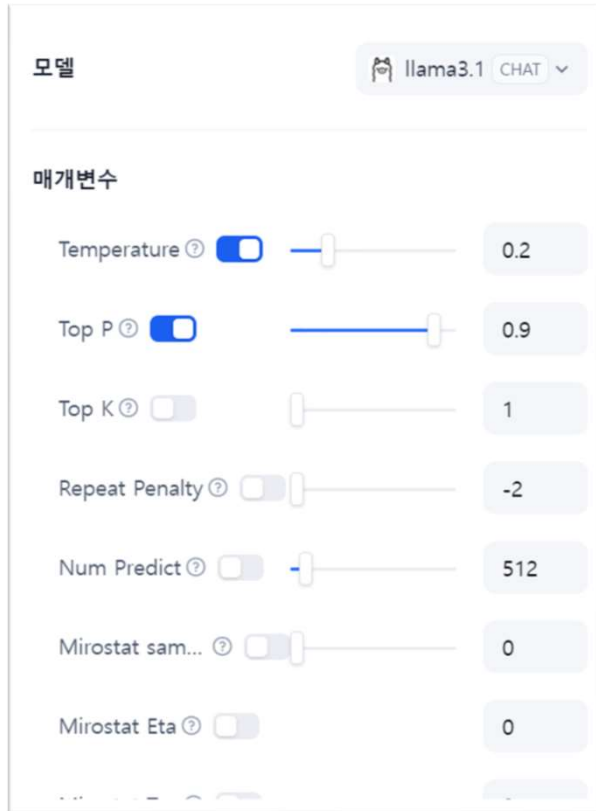 모델 llama3.1 CHAT
매개변수
Temperature 0.2
Top P 0.9
Top K 1
Repeat Penalty -2
Num Predict 512
Mirostat sam... 0
Mirostat Eta 0